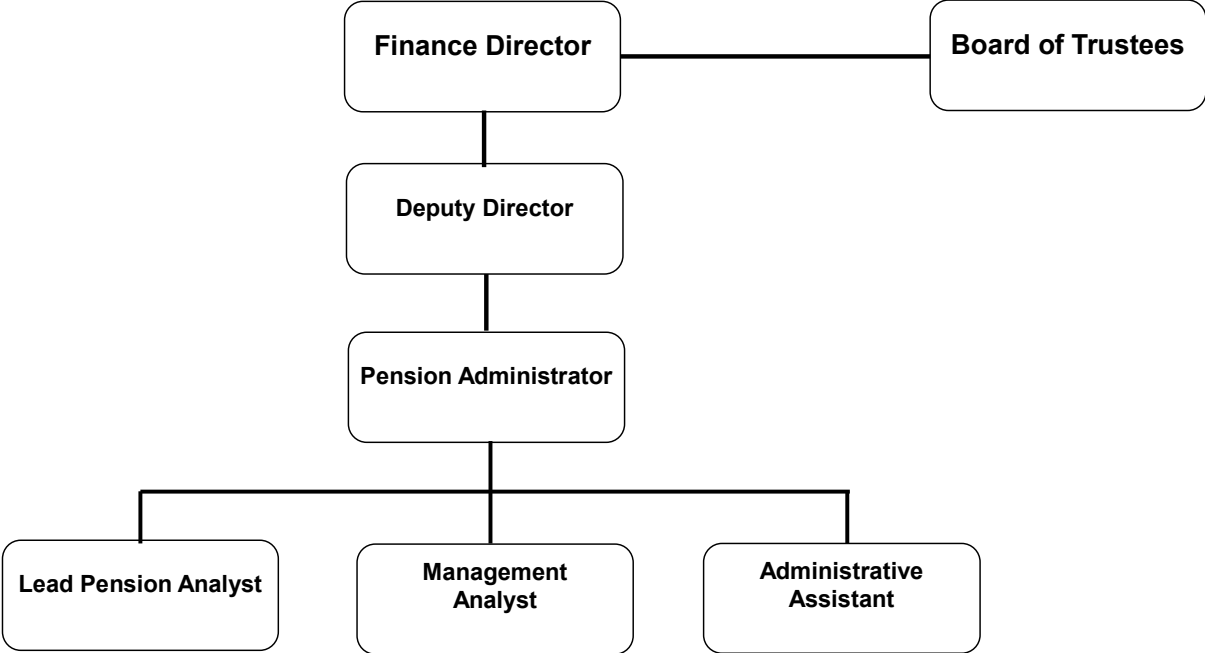 Finance Director
Board of Trustees
Deputy Director
Pension Administrator
Lead Pension Analyst
Management
Analyst
Administrative
Assistant